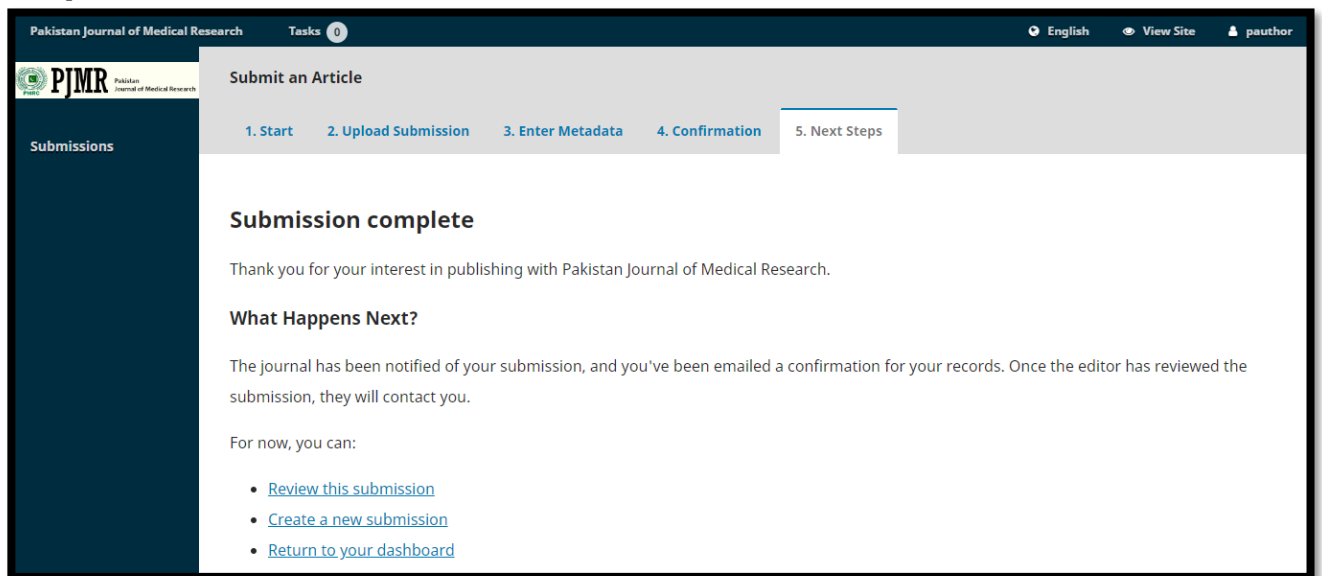 Pakistan Journal of Medical Research Tasks 0 English View Site pauthor
PHRC PJMR Pakistan
Journal of Medical Research
Submit an Article
1. Start 2. Upload Submission 3. Enter Metadata 4. Confirmation 5. Next Steps
Submissions
Submission complete
Thank you for your interest in publishing with Pakistan Journal of Medical Research.
What Happens Next?
The journal has been notified of your submission, and you've been emailed a confirmation for your records. Once the editor has reviewed the
submission, they will contact you.
For now, you can:
• Review this submission
• Create a new submission
• Return to your dashboard